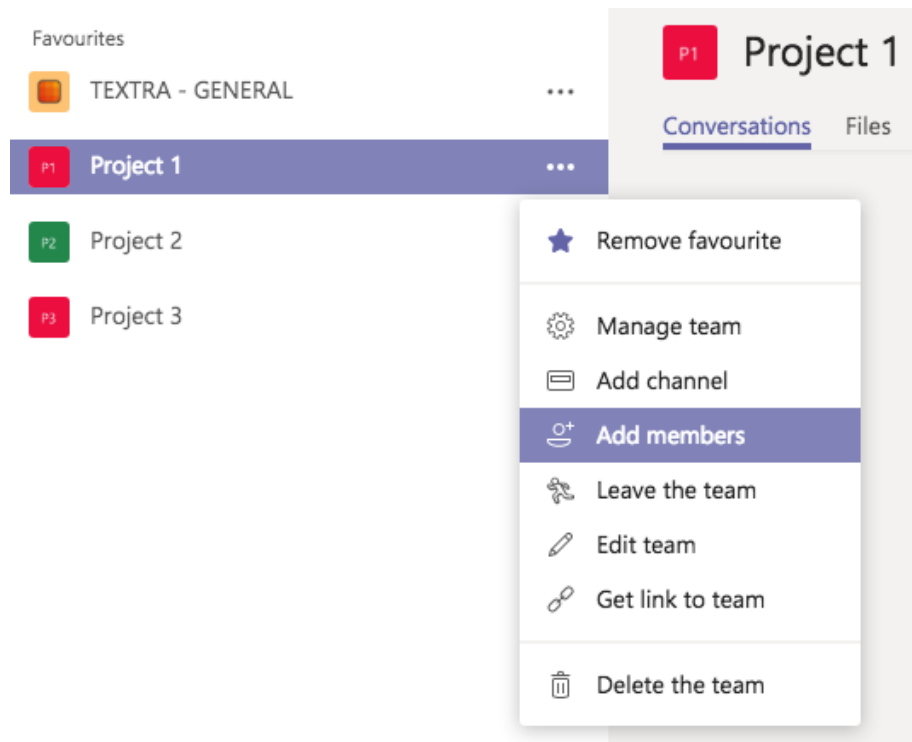 Favourites
TEXTRA - GENERAL
P1 Project 1
P2 Project 2
P3 Project 3
P1 Project 1
Conversations Files
Remove favourite
Manage team
Add channel
Add members
Leave the team
Edit team
Get link to team
Delete the team